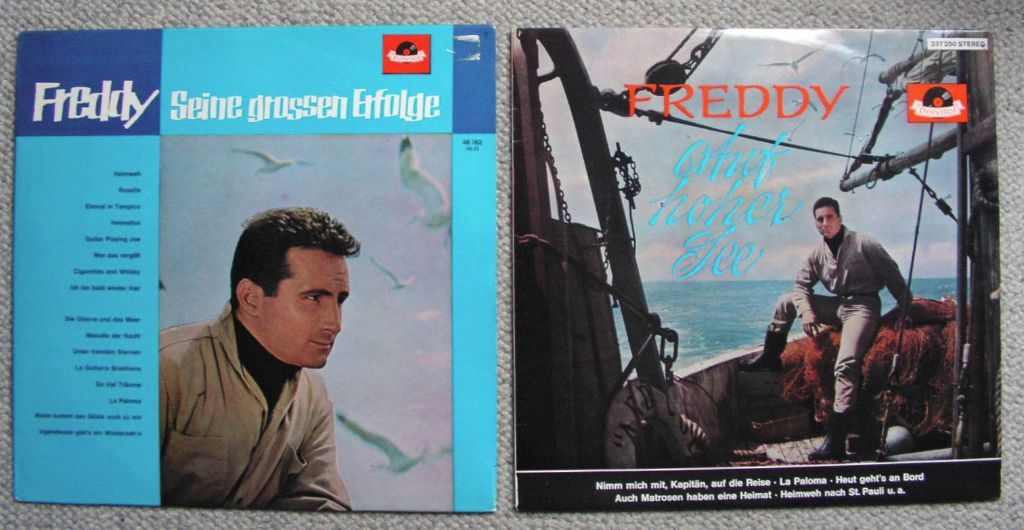 Freddy Seine grossen Erfolge
Polydor
46 762
HI-FI
Heimweh
Rosalie
Einmal in Tampico
Heimatlos
Guitar Playing Joe
Wer das vergißt
Cigarettes and Whisky
Ich bin bald wieder hier
Die Gitarre und das Meer
Melodie der Nacht
Unter fremden Sternen
La Guitarra Brasiliana
So viel Träume
La Paloma
Wann kommt das Glück auch zu mir
Irgendwann gibt's ein Wiederseh'n
237 250 STEREO
FREDDY
Polydor
Auf
hoher
See
Nimm mich mit, Kapitän, auf die Reise · La Paloma · Heut geht's an Bord
Auch Matrosen haben eine Heimat · Heimweh nach St. Pauli u. a.